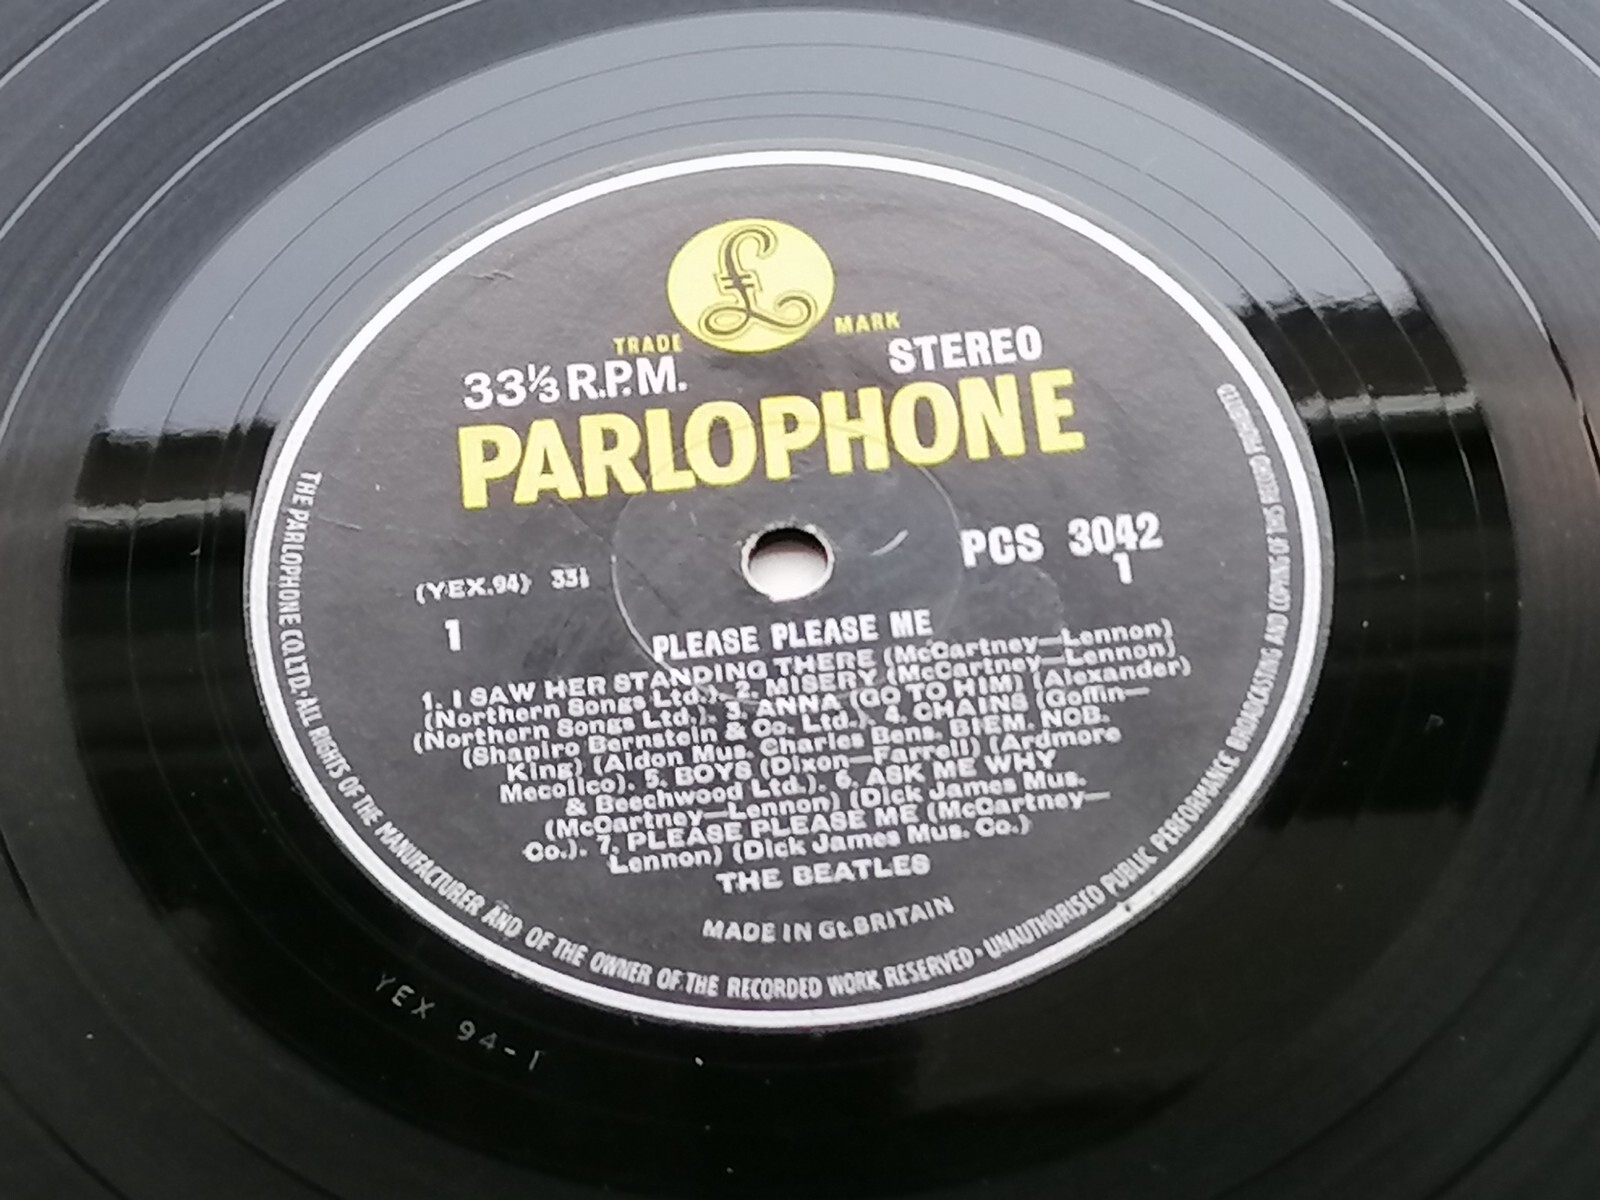 £
TRADE MARK
33⅓ R.P.M. STEREO
PARLOPHONE
PCS 3042
(YEX.94) 33⅓
1
1
PLEASE PLEASE ME
1. I SAW HER STANDING THERE (McCartney—Lennon)
(Northern Songs Ltd.). 2. MISERY (McCartney—Lennon)
(Northern Songs Ltd.). 3. ANNA (GO TO HIM) (Alexander)
(Shapiro Bernstein & Co. Ltd.). 4. CHAINS (Goffin—
King) (Aldon Mus. Charles Bens. BIEM. NCB.
Mecolico). 5. BOYS (Dixon—Farrell) (Ardmore
& Beechwood Ltd.). 6. ASK ME WHY
(McCartney—Lennon) (Dick James Mus.
Co.). 7. PLEASE PLEASE ME (McCartney—
Lennon) (Dick James Mus. Co.)
THE BEATLES
MADE IN Gt. BRITAIN
THE PARLOPHONE CO. LTD. · ALL RIGHTS OF THE MANUFACTURER AND OF THE OWNER OF THE RECORDED WORK RESERVED · UNAUTHORISED PUBLIC PERFORMANCE BROADCASTING AND COPYING OF THIS RECORD PROHIBITED
YEX 94-1